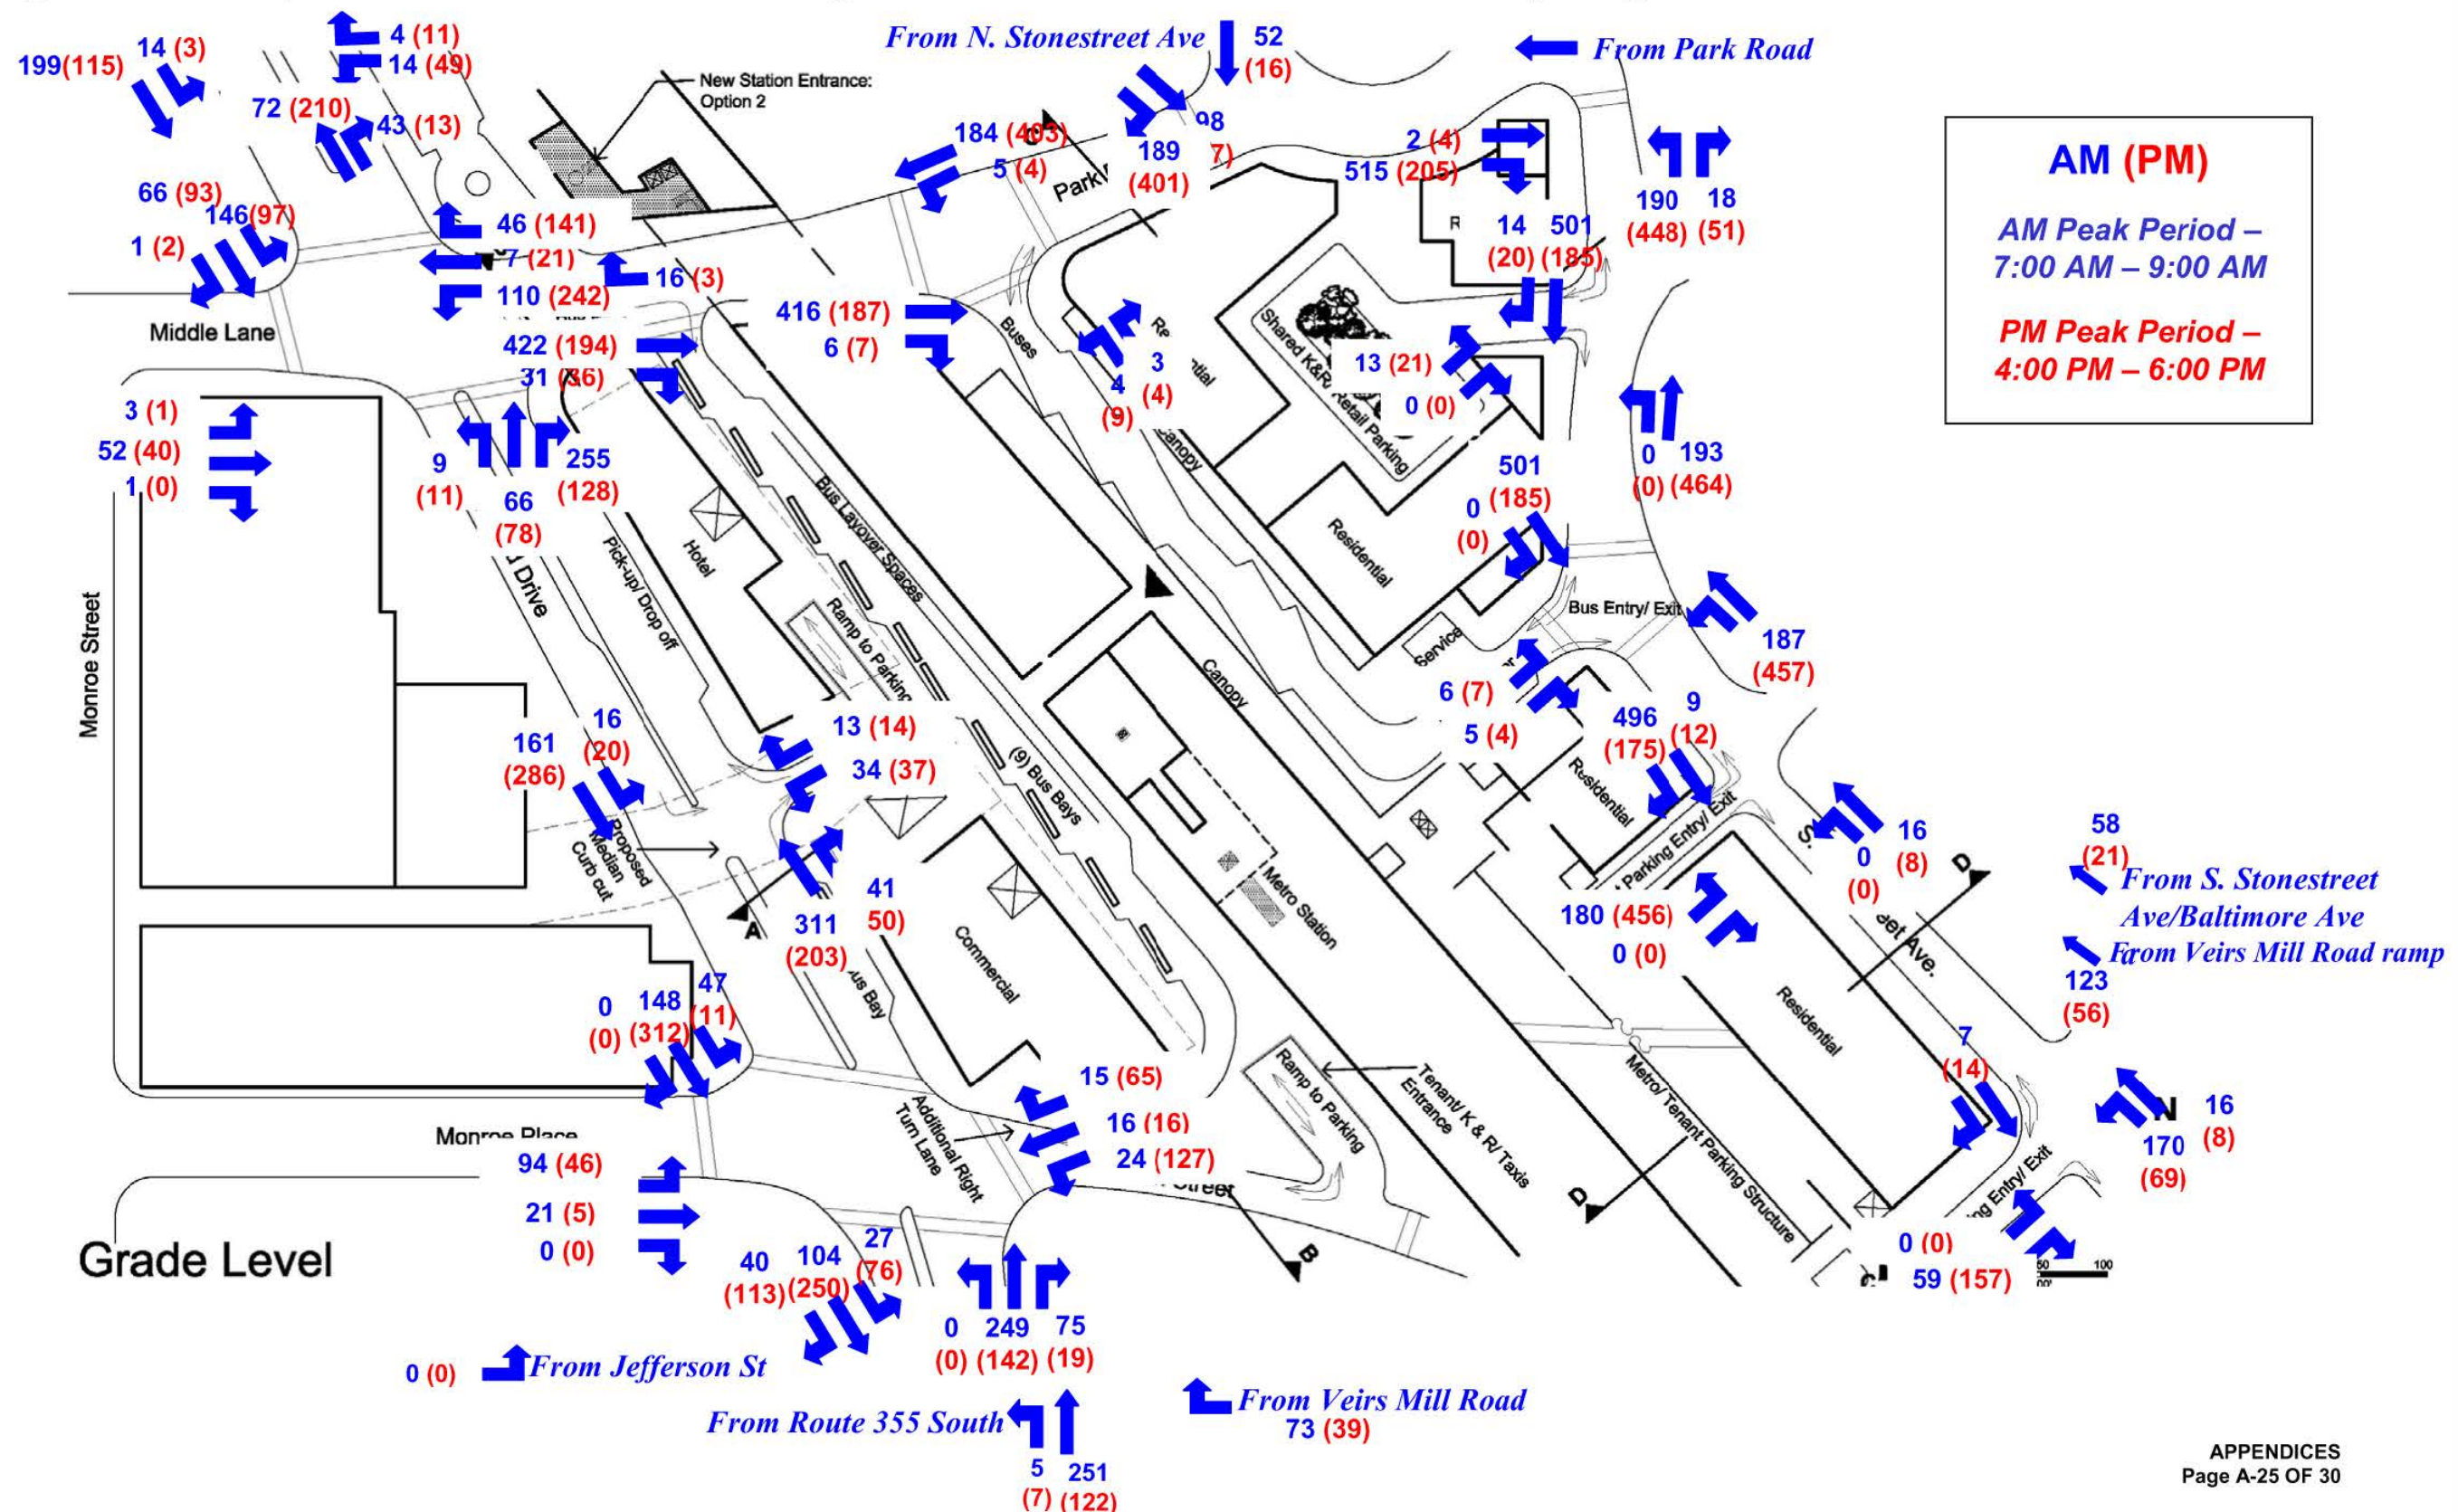 4 (11)
14 (49)
14 (3)
199(115)
72 (210)
43 (13)
66 (93)
146(97)
1 (2)
46 (141)
7 (21)
110 (242)
16 (3)
422 (194)
31 (36)
New Station Entrance:
Option 2
From N. Stonestreet Ave
52
(16)
From Park Road
184 (403)
5 (4)
189
(401)
2 (4)
515 (205)
14 501
(20) (185)
190 18
(448) (51)
AM (PM)
AM Peak Period –
7:00 AM – 9:00 AM
PM Peak Period –
4:00 PM – 6:00 PM
Middle Lane
416 (187)
6 (7)
Buses
3
(4)
4
(9)
Shared K&R/ Retail Parking
13 (21)
0 (0)
3 (1)
52 (40)
1 (0)
9
(11)
66
(78)
255
(128)
Canopy
501
(185)
0
(0)
0 193
(0) (464)
Monroe Street
Drive
Pick-up/ Drop off
Hotel
Bus Layover Spaces
Ramp to Parking
Residential
Service
Bus Entry/ Exit
187
(457)
Canopy
6 (7)
5 (4)
496
(175)
9
(12)
161
(286)
16
(20)
13 (14)
34 (37)
(9) Bus Bays
Residential
Parking Entry/ Exit
Proposed
Median
Curb cut
A
311
(203)
41
50)
Commercial
Metro Station
180 (456)
0 (0)
S.
0
(0)
16
(8)
D
58
(21)
From S. Stonestreet
Ave/Baltimore Ave
From Veirs Mill Road ramp
123
(56)
Ave.
Residential
0
(0)
148
(312)
47
(11)
Monroe Place
Additional Right
Turn Lane
15 (65)
16 (16)
24 (127)
Street
Ramp to Parking
Tenant/ K & R/ Taxis
Entrance
Metro/ Tenant Parking Structure
D
B
7
(14)
N
16
(8)
170
(69)
Entry/ Exit
0 (0)
59 (157)
50 100
94 (46)
21 (5)
0 (0)
Grade Level
40
(113)
104
(250)
27
(76)
0 249 75
(0) (142) (19)
0 (0)
From Jefferson St
From Route 355 South
5 251
(7) (122)
From Veirs Mill Road
73 (39)
APPENDICES
Page A-25 OF 30